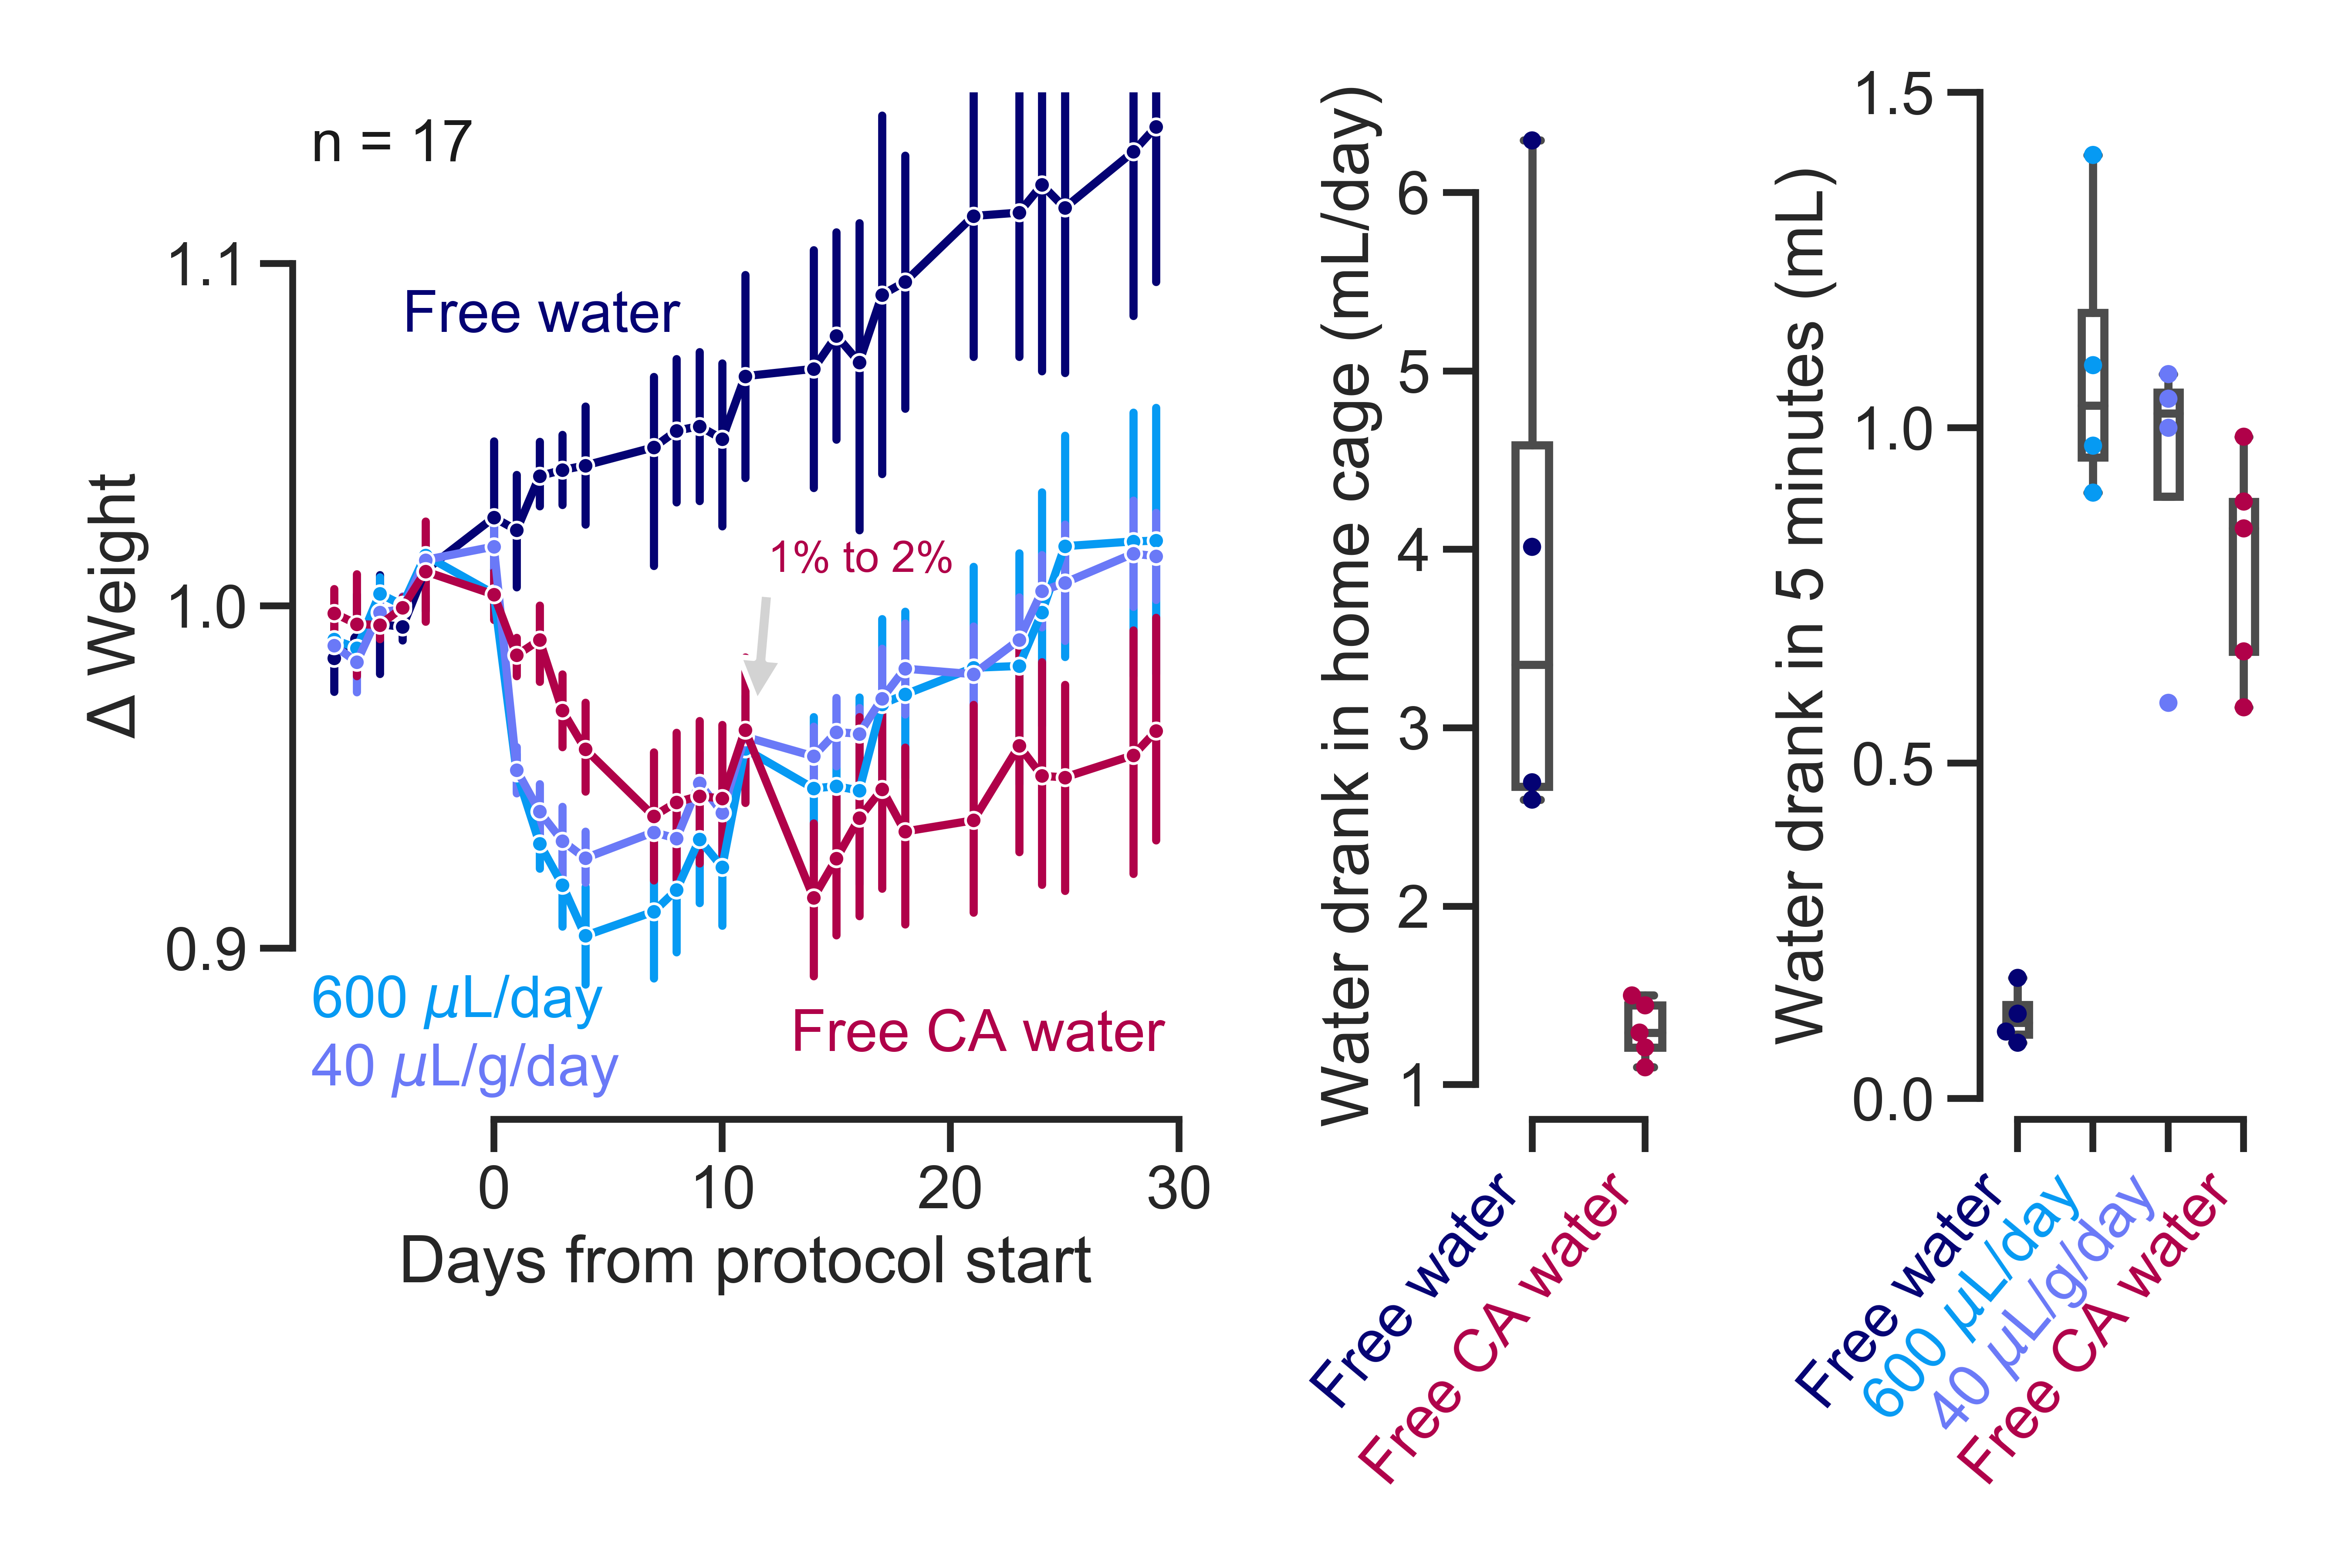 n = 17
Δ Weight
1.1
1.0
0.9
Free water
1% to 2%
600 μL/day
40 μL/g/day
Free CA water
0
10
20
30
Days from protocol start
Water drank in home cage (mL/day)
6
5
4
3
2
1
Free water
Free CA water
Water drank in 5 minutes (mL)
1.5
1.0
0.5
0.0
Free water
600 μL/day
40 μL/g/day
Free CA water